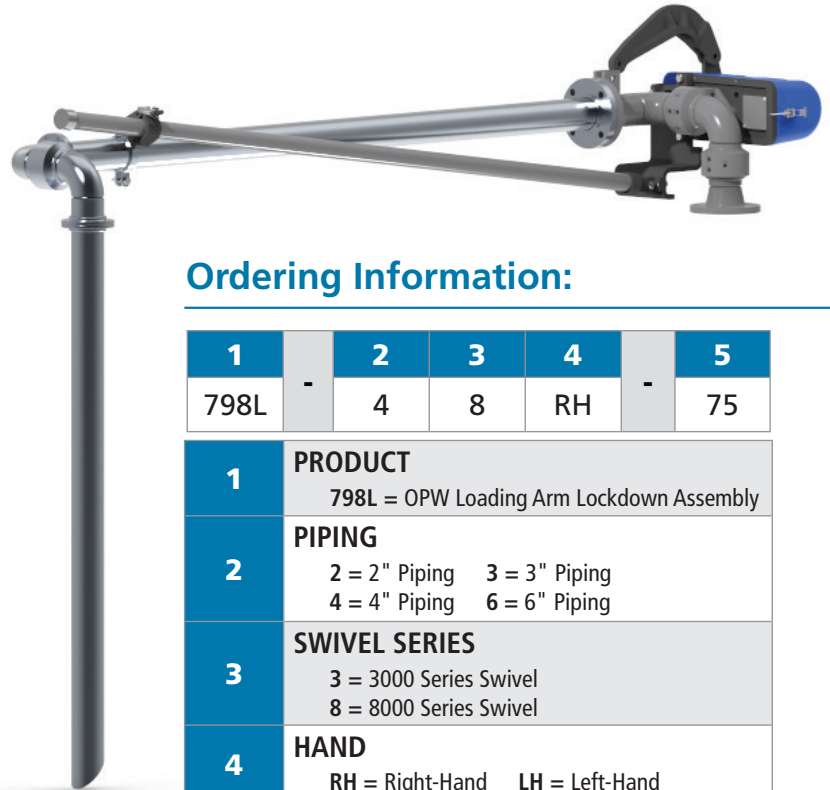 Ordering Information:
1 - 2 3 4 - 5
798L 4 8 RH 75
1 PRODUCT
798L = OPW Loading Arm Lockdown Assembly
2 PIPING
2 = 2" Piping 3 = 3" Piping
4 = 4" Piping 6 = 6" Piping
3 SWIVEL SERIES
3 = 3000 Series Swivel
8 = 8000 Series Swivel
4 HAND
RH = Right-Hand LH = Left-Hand